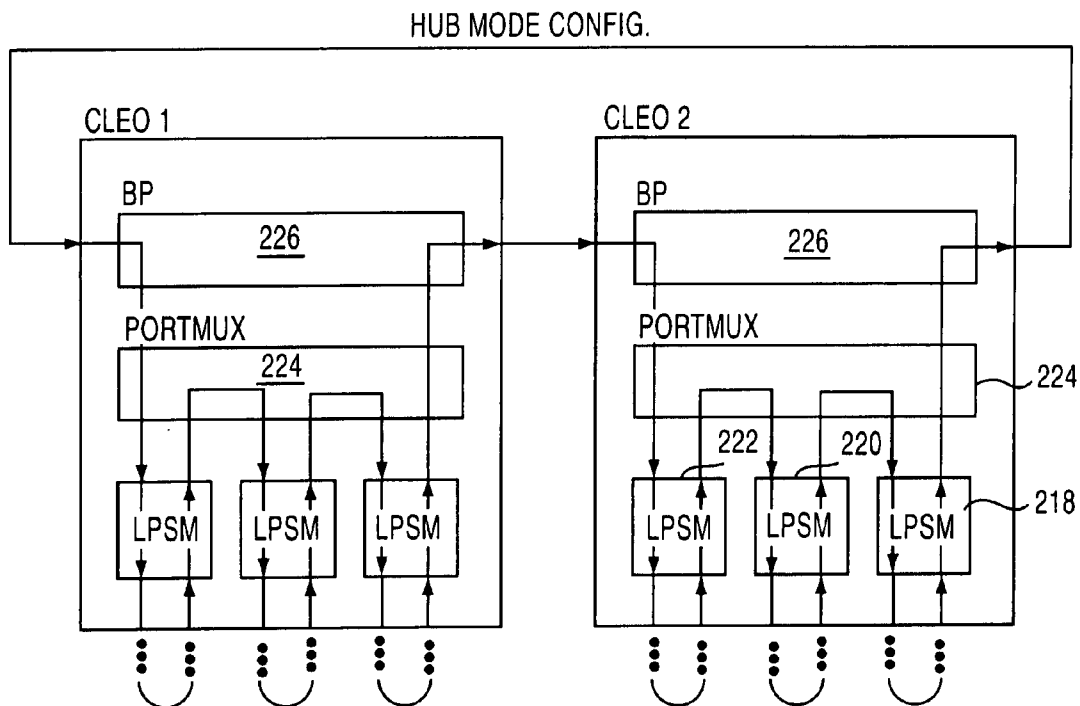 HUB MODE CONFIG.
CLEO 1
BP
226
PORTMUX
224
LPSM LPSM LPSM
CLEO 2
BP
226
PORTMUX
224
222 220
LPSM LPSM LPSM 218